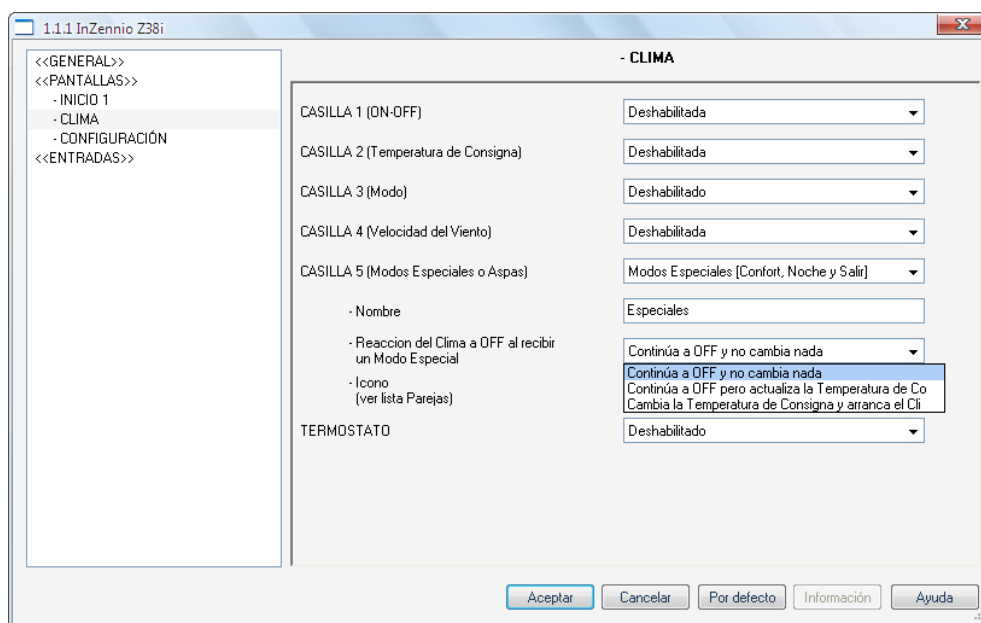 1.1.1 InZennio Z38i
<<GENERAL>>
<<PANTALLAS>>
- INICIO 1
- CLIMA
- CONFIGURACIÓN
<<ENTRADAS>>
- CLIMA
CASILLA 1 (ON-OFF) Deshabilitada
CASILLA 2 (Temperatura de Consigna) Deshabilitada
CASILLA 3 (Modo) Deshabilitado
CASILLA 4 (Velocidad del Viento) Deshabilitada
CASILLA 5 (Modos Especiales o Aspas) Modos Especiales [Confort, Noche y Salir]
- Nombre Especiales
- Reaccion del Clima a OFF al recibir
un Modo Especial
Continúa a OFF y no cambia nada
Continúa a OFF y no cambia nada
Continúa a OFF pero actualiza la Temperatura de Co
Cambia la Temperatura de Consigna y arranca el Cli
- Icono
(ver lista Parejas)
TERMOSTATO Deshabilitado
Aceptar Cancelar Por defecto Información Ayuda